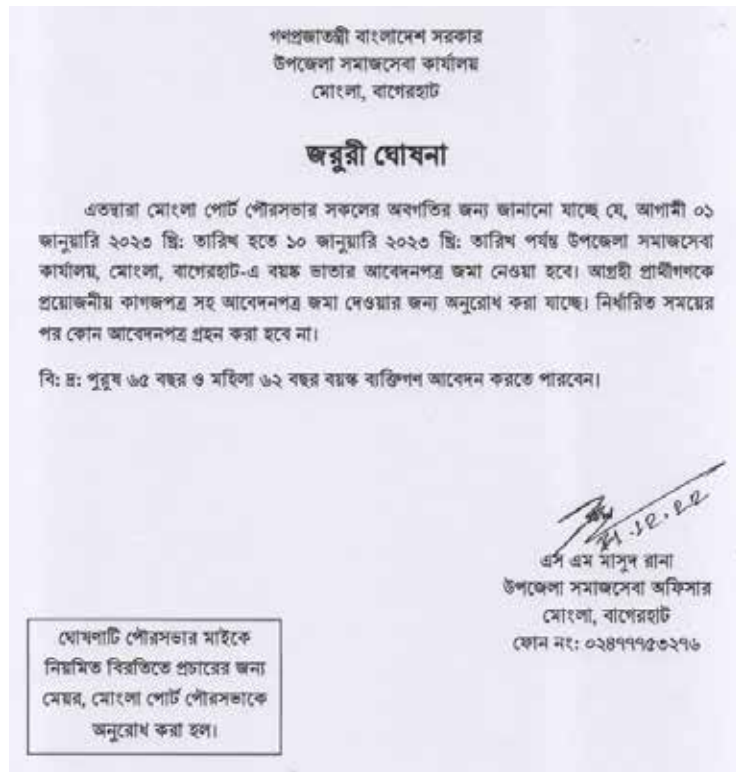 গণপ্রজাতন্ত্রী বাংলাদেশ সরকার
উপজেলা সমাজসেবা কার্যালয়
মোংলা, বাগেরহাট
জরুরী ঘোষনা
এতদ্বারা মোংলা পোর্ট পৌরসভার সকলের অবগতির জন্য জানানো যাচ্ছে যে, আগামী ০১
জানুয়ারি ২০২৩ খ্রি: তারিখ হতে ১০ জানুয়ারি ২০২৩ খ্রি: তারিখ পর্যন্ত উপজেলা সমাজসেবা
কার্যালয়, মোংলা, বাগেরহাট-এ বয়স্ক ভাতার আবেদনপত্র জমা নেওয়া হবে। আগ্রহী প্রার্থীগণকে
প্রয়োজনীয় কাগজপত্র সহ আবেদনপত্র জমা দেওয়ার জন্য অনুরোধ করা যাচ্ছে। নির্ধারিত সময়ের
পর কোন আবেদনপত্র গ্রহন করা হবে না।
বি: দ্র: পুরুষ ৬৫ বছর ও মহিলা ৬২ বছর বয়স্ক ব্যক্তিগণ আবেদন করতে পারবেন।
এস এম মাসুদ রানা
উপজেলা সমাজসেবা অফিসার
মোংলা, বাগেরহাট
ফোন নং: ০২৪৭৭৭৫৩২৭৬
ঘোষণাটি পৌরসভার মাইকে
নিয়মিত বিরতিতে প্রচারের জন্য
মেয়র, মোংলা পোর্ট পৌরসভাকে
অনুরোধ করা হল।